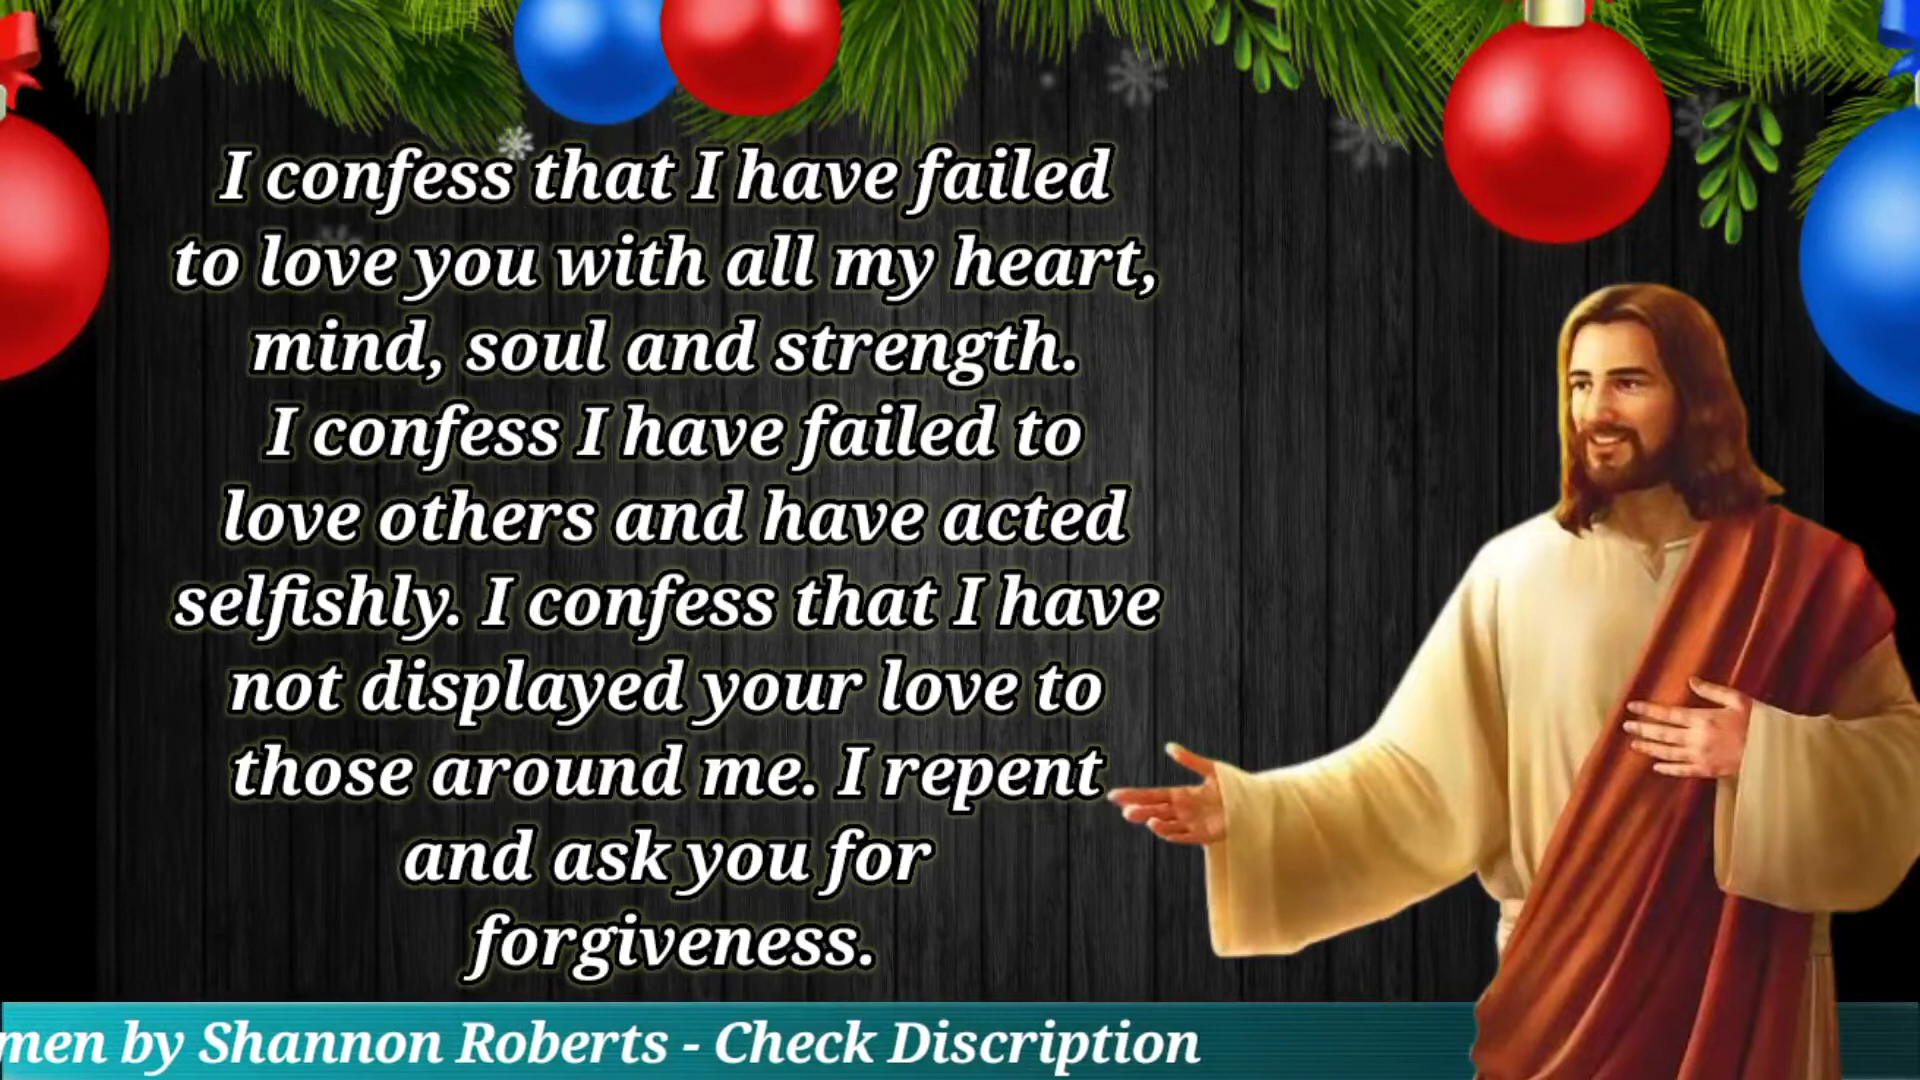 I confess that I have failed
to love you with all my heart,
mind, soul and strength.
I confess I have failed to
love others and have acted
selfishly. I confess that I have
not displayed your love to
those around me. I repent
and ask you for
forgiveness.
men by Shannon Roberts - Check Discription